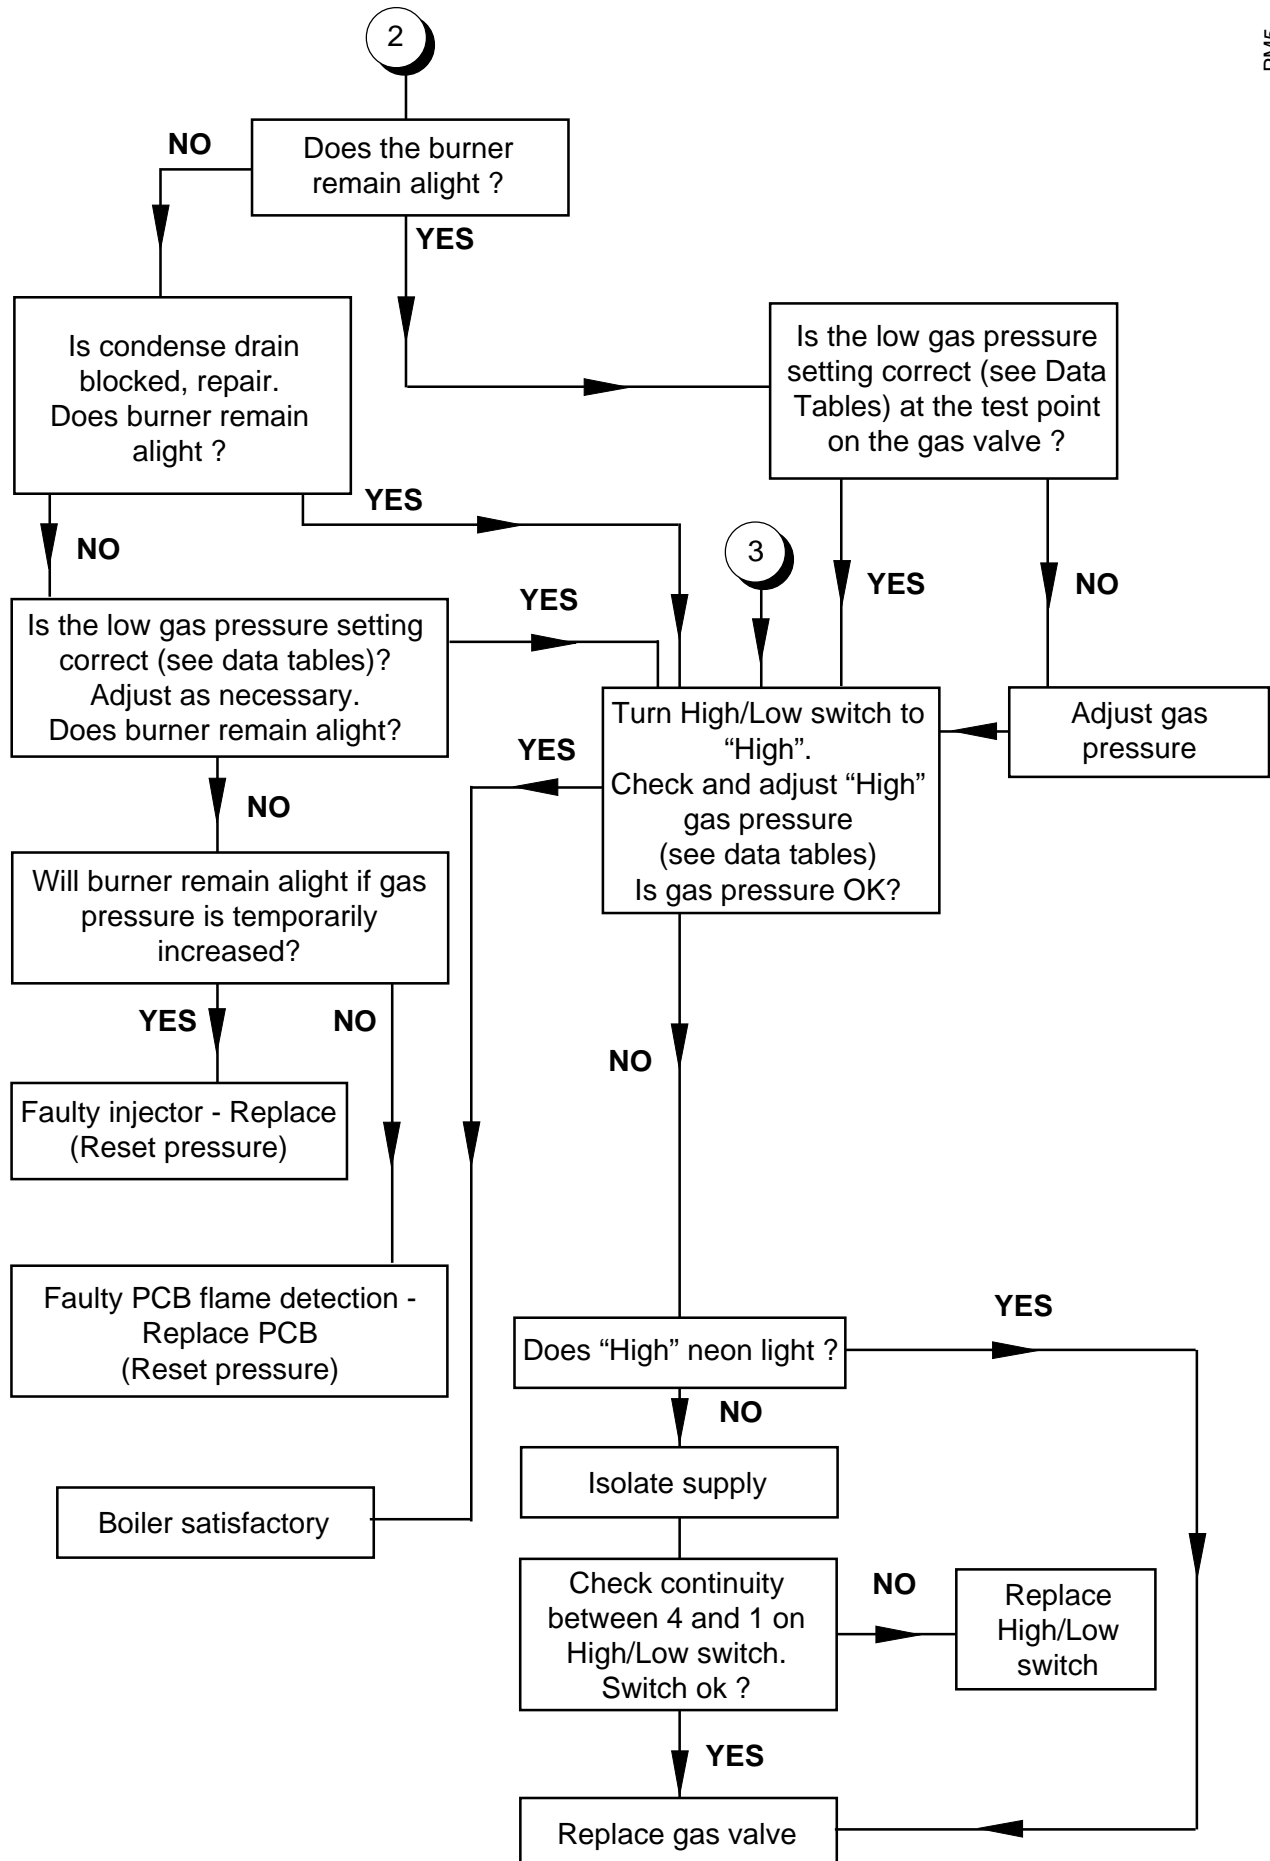 2
Does the burner
remain alight ?
NO
YES
Is condense drain
blocked, repair.
Does burner remain
alight ?
Is the low gas pressure
setting correct (see Data
Tables) at the test point
on the gas valve ?
YES
NO
3
YES
NO
Is the low gas pressure setting
correct (see data tables)?
Adjust as necessary.
Does burner remain alight?
YES
Turn High/Low switch to
“High”.
Check and adjust “High”
gas pressure
(see data tables)
Is gas pressure OK?
Adjust gas
pressure
YES
NO
Will burner remain alight if gas
pressure is temporarily
increased?
YES
NO
NO
Faulty injector - Replace
(Reset pressure)
Faulty PCB flame detection -
Replace PCB
(Reset pressure)
Does “High” neon light ?
YES
NO
Isolate supply
Boiler satisfactory
Check continuity
between 4 and 1 on
High/Low switch.
Switch ok ?
NO
Replace
High/Low
switch
YES
Replace gas valve